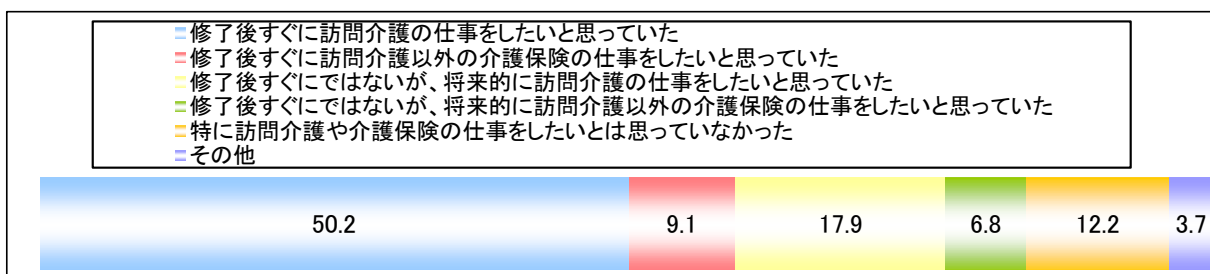 修了後すぐに訪問介護の仕事をしたいと思っていた
修了後すぐに訪問介護以外の介護保険の仕事をしたいと思っていた
修了後すぐにではないが、将来的に訪問介護の仕事をしたいと思っていた
修了後すぐにではないが、将来的に訪問介護以外の介護保険の仕事をしたいと思っていた
特に訪問介護や介護保険の仕事をしたいとは思っていなかった
その他
50.2 9.1 17.9 6.8 12.2 3.7